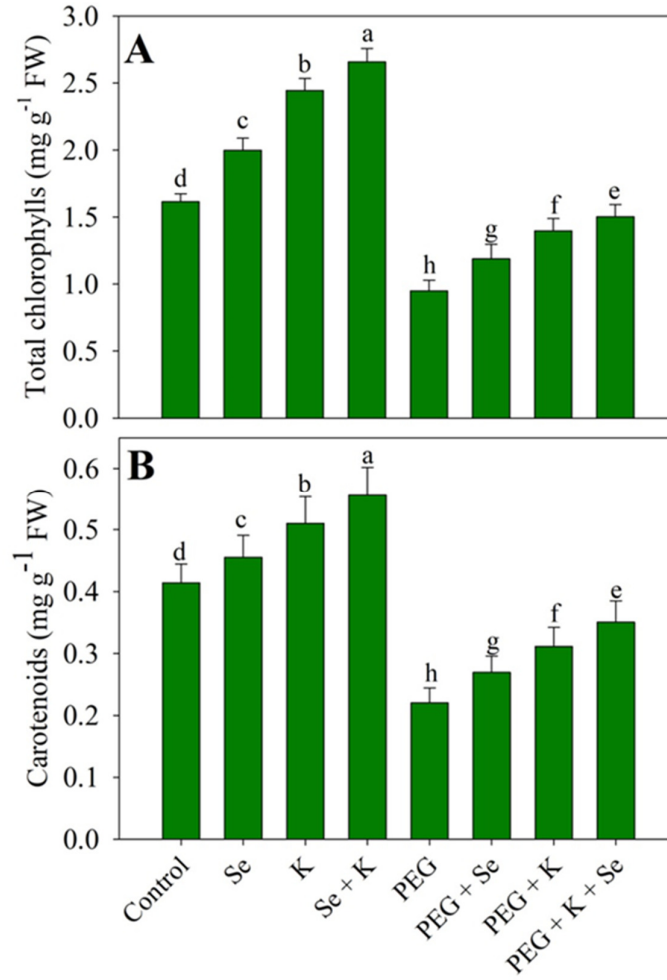 A
Total chlorophylls (mg g-1 FW)
3.0
2.5
2.0
1.5
1.0
0.5
0.0
d
c
b
a
h
g
f
e
B
Carotenoids (mg g-1 FW)
0.6
0.5
0.4
0.3
0.2
0.1
0.0
d
c
b
a
h
g
f
e
Control
Se
K
Se + K
PEG
PEG + Se
PEG + K
PEG + K + Se